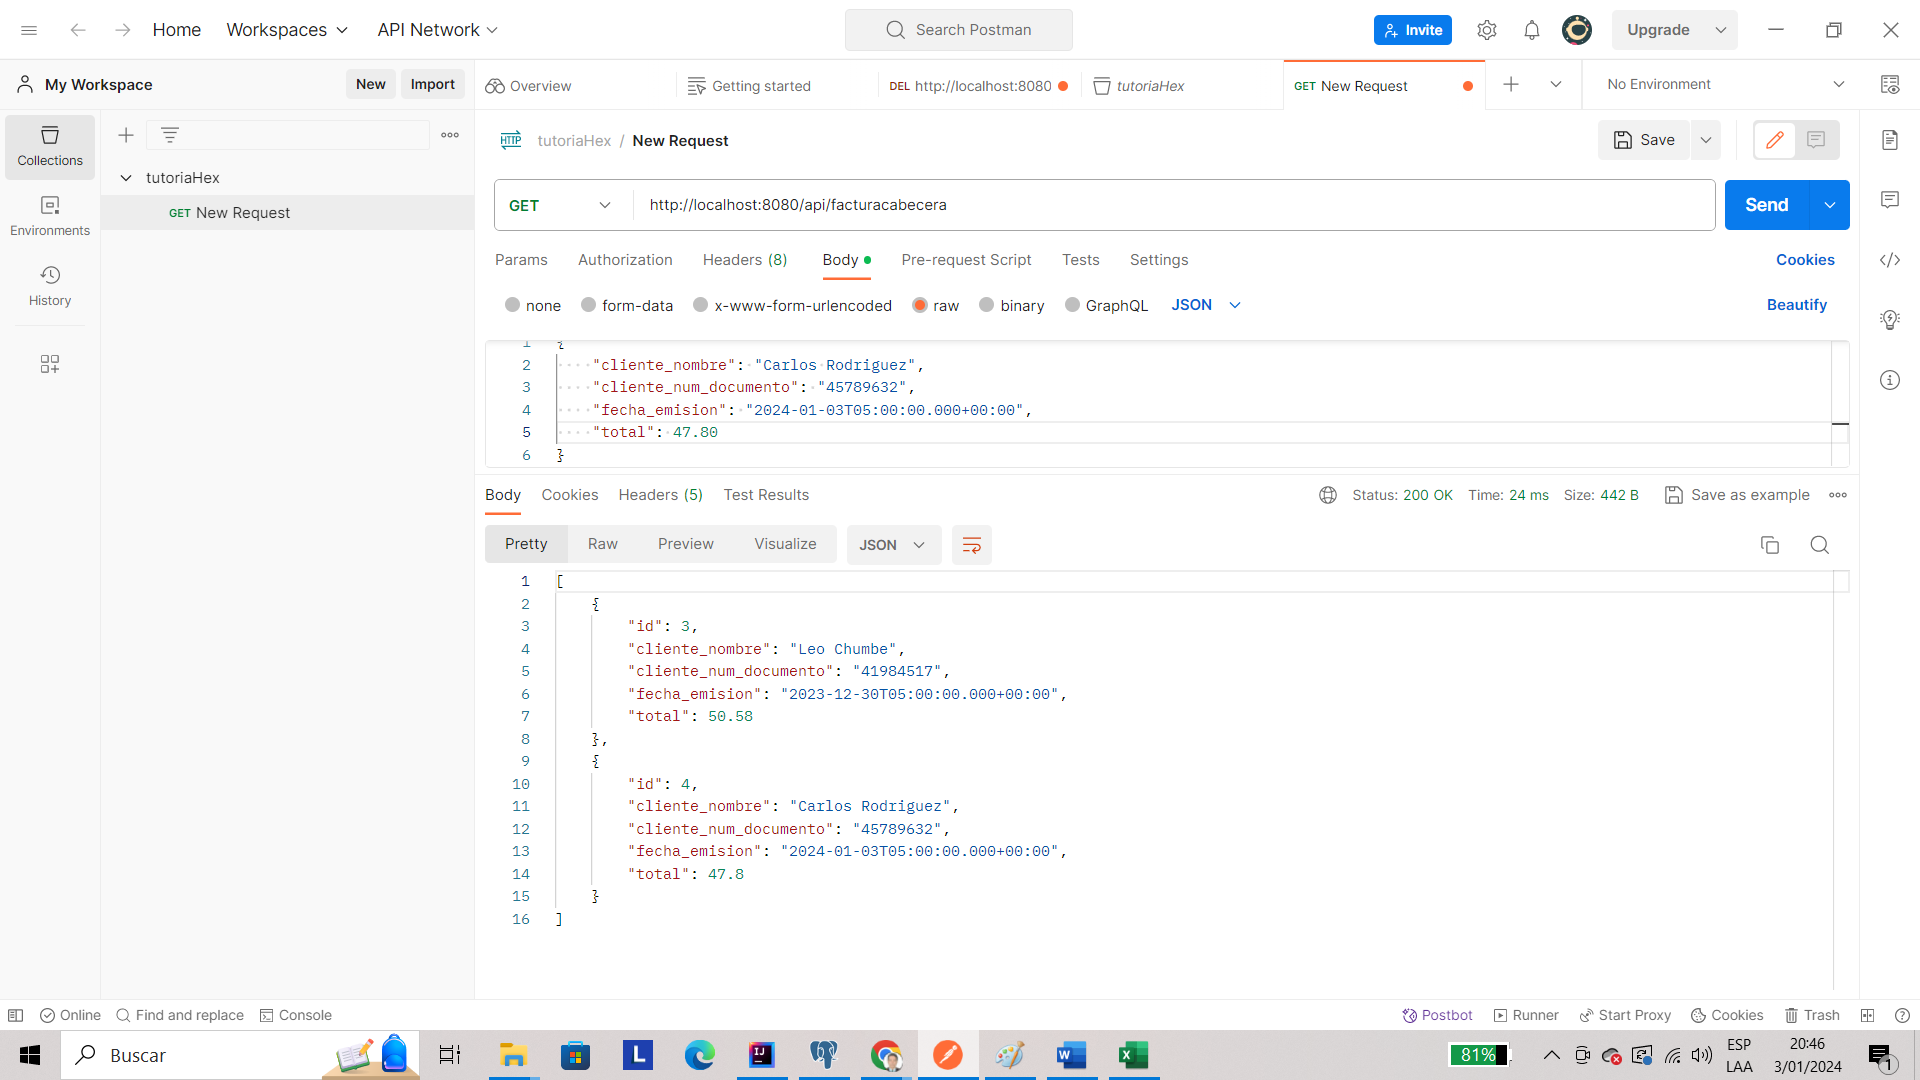 Home
Workspaces
API Network
Search Postman
Invite
Upgrade
My Workspace
New
Import
Overview
Getting started
DEL http://localhost:8080
tutoriaHex
GET New Request
No Environment
Collections
Environments
History
tutoriaHex
GET New Request
HTTP tutoriaHex / New Request
Save
GET
http://localhost:8080/api/facturacabecera
Send
Params
Authorization
Headers (8)
Body
Pre-request Script
Tests
Settings
Cookies
none
form-data
x-www-form-urlencoded
raw
binary
GraphQL
JSON
Beautify
1 {
2 "cliente_nombre": "Carlos Rodriguez",
3 "cliente_num_documento": "45789632",
4 "fecha_emision": "2024-01-03T05:00:00.000+00:00",
5 "total": 47.80
6 }
Body
Cookies
Headers (5)
Test Results
Status: 200 OK
Time: 24 ms
Size: 442 B
Save as example
Pretty
Raw
Preview
Visualize
JSON
1 [
2 {
3 "id": 3,
4 "cliente_nombre": "Leo Chumbe",
5 "cliente_num_documento": "41984517",
6 "fecha_emision": "2023-12-30T05:00:00.000+00:00",
7 "total": 50.58
8 },
9 {
10 "id": 4,
11 "cliente_nombre": "Carlos Rodriguez",
12 "cliente_num_documento": "45789632",
13 "fecha_emision": "2024-01-03T05:00:00.000+00:00",
14 "total": 47.8
15 }
16 ]
Online
Find and replace
Console
Postbot
Runner
Start Proxy
Cookies
Trash
Buscar
81%
ESP
LAA
20:46
3/01/2024
1